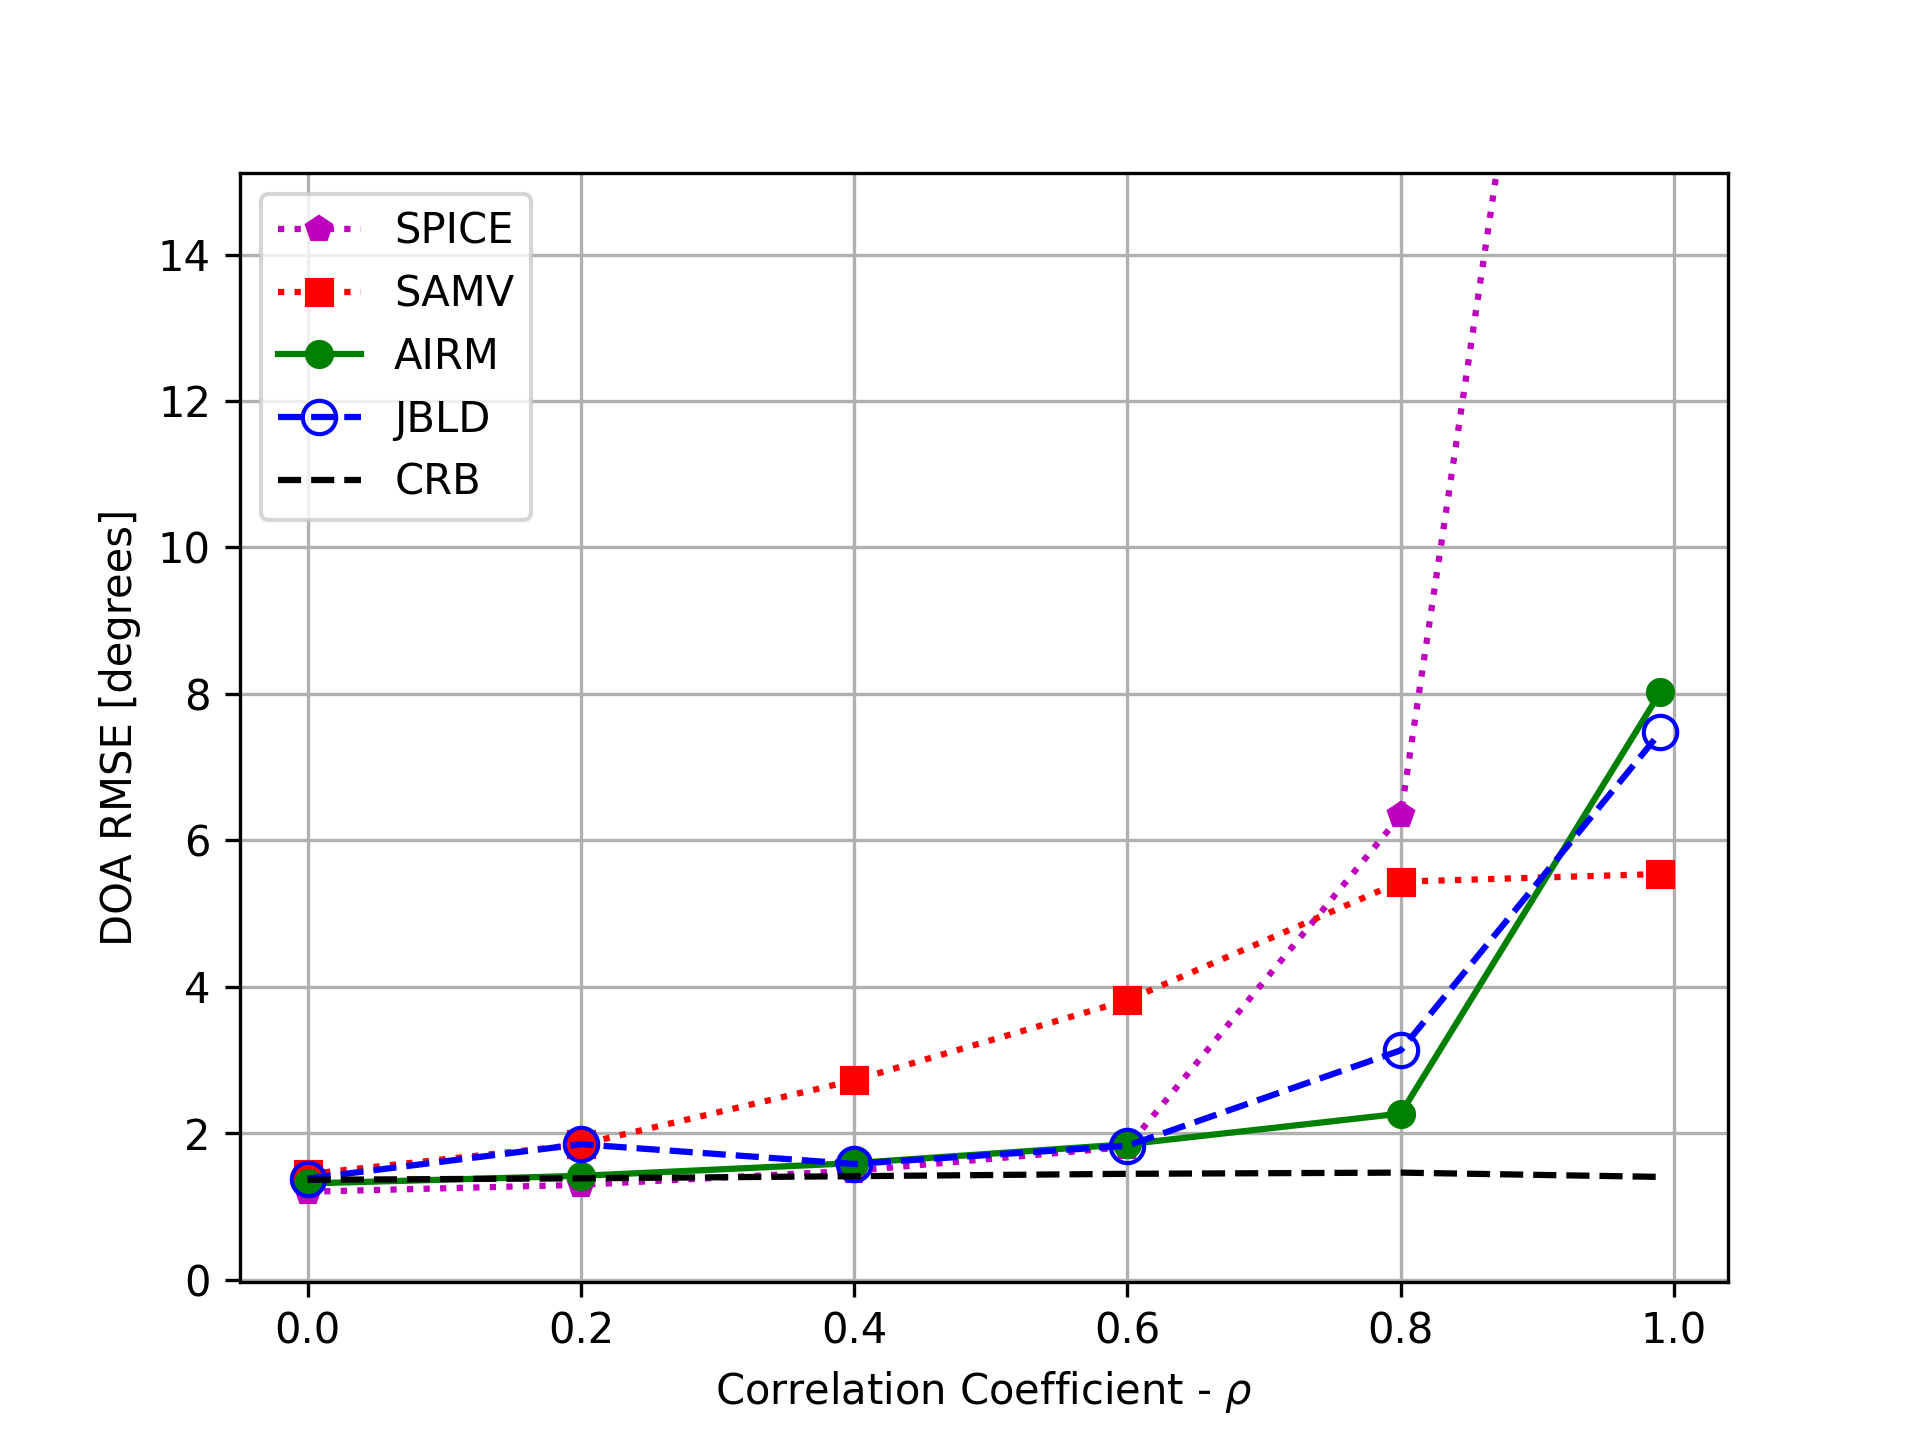 SPICE
SAMV
AIRM
JBLD
CRB
14
12
10
8
6
4
2
0
DOA RMSE [degrees]
0.0 0.2 0.4 0.6 0.8 1.0
Correlation Coefficient - ρ